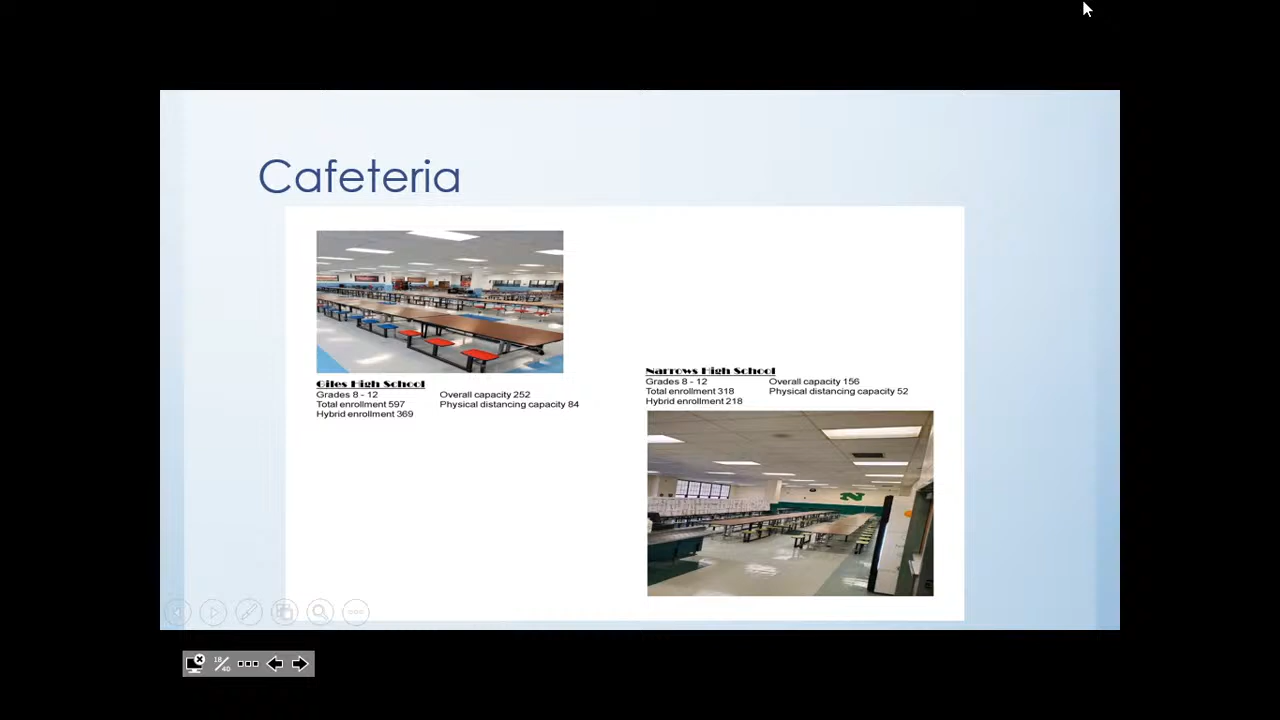 Cafeteria
Giles High School
Grades 8 - 12
Overall capacity 252
Total enrollment 597
Physical distancing capacity 84
Hybrid enrollment 369
Narrows High School
Grades 8 - 12
Overall capacity 156
Total enrollment 318
Physical distancing capacity 52
Hybrid enrollment 218
N
18/40